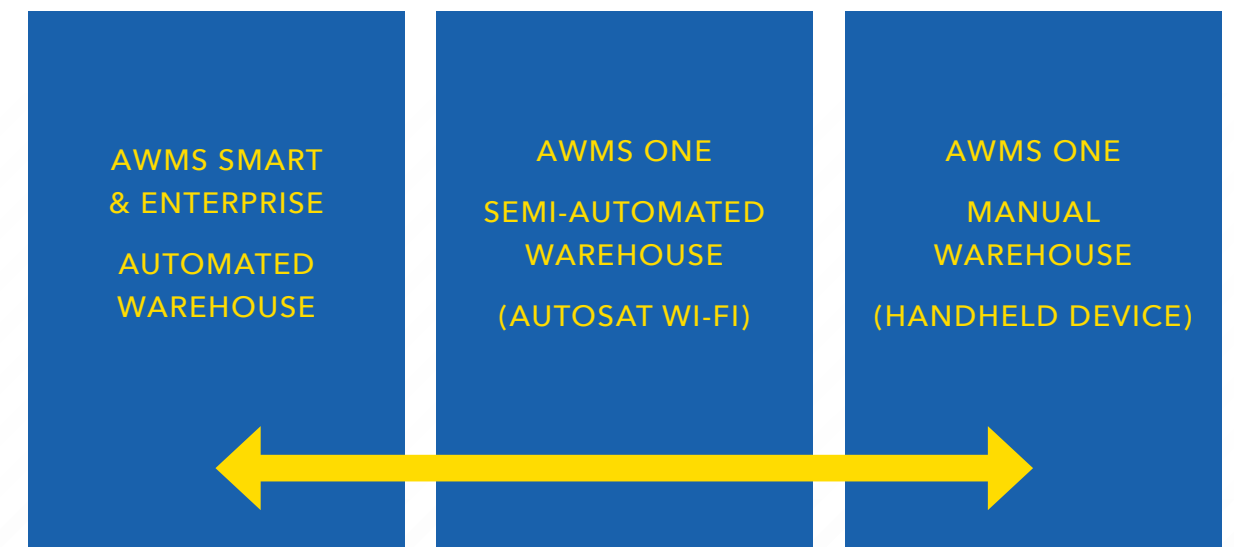 AWMS SMART
& ENTERPRISE
AUTOMATED
WAREHOUSE
AWMS ONE
SEMI-AUTOMATED
WAREHOUSE
(AUTOSAT WI-FI)
AWMS ONE
MANUAL
WAREHOUSE
(HANDHELD DEVICE)